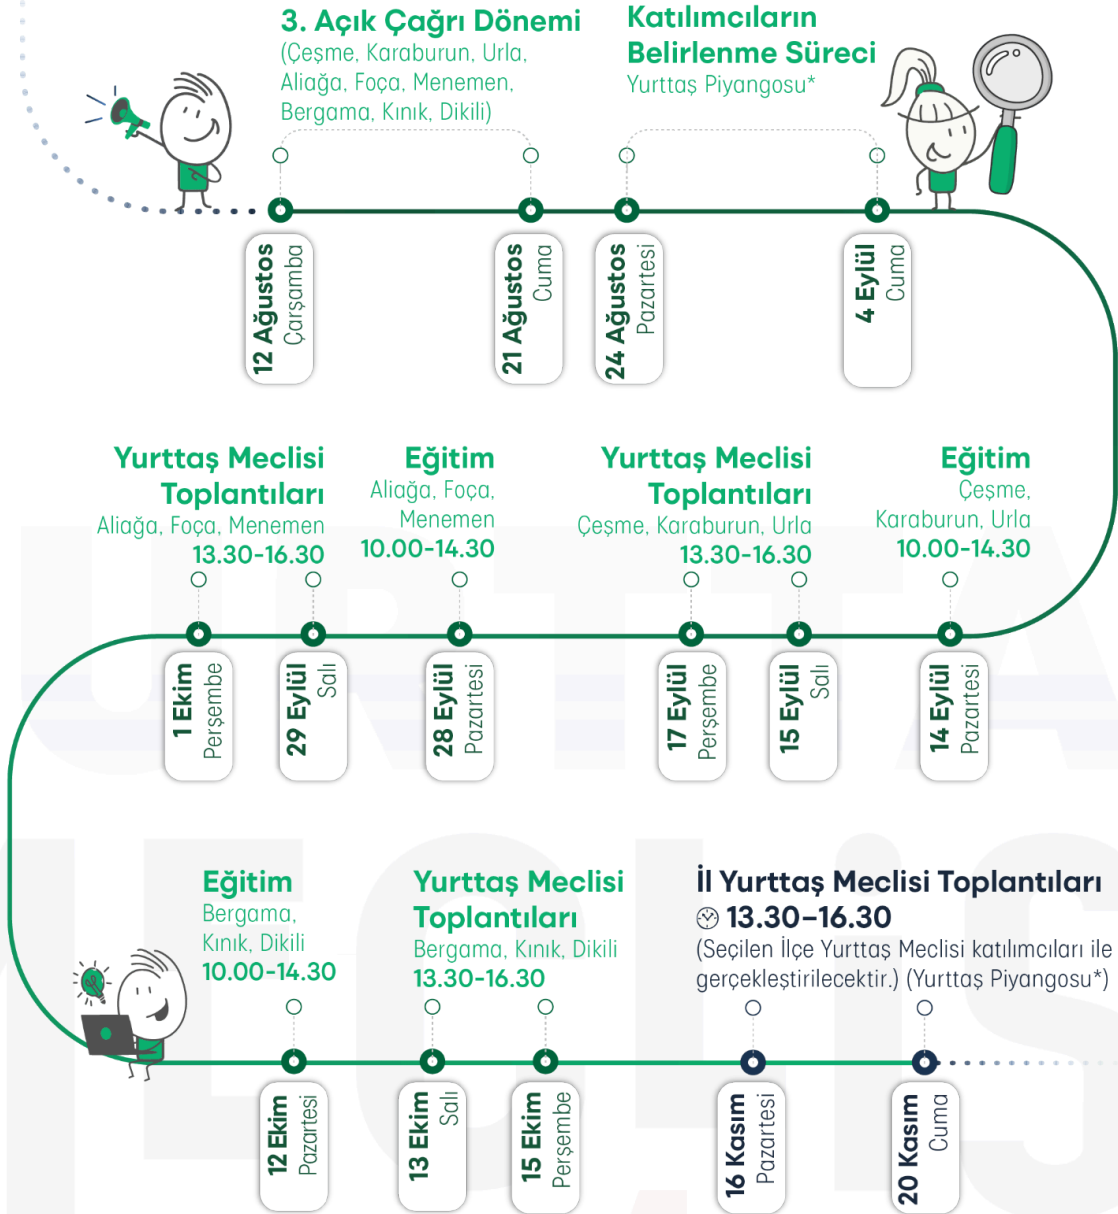 3. Açık Çağrı Dönemi
(Çeşme, Karaburun, Urla,
Aliağa, Foça, Menemen,
Bergama, Kınık, Dikili)
Katılımcıların
Belirlenme Süreci
Yurttaş Piyangosu*
12 Ağustos
Çarşamba
21 Ağustos
Cuma
24 Ağustos
Pazartesi
4 Eylül
Cuma
Yurttaş Meclisi
Toplantıları
Aliağa, Foça, Menemen
13.30-16.30
Eğitim
Aliağa, Foça,
Menemen
10.00-14.30
Yurttaş Meclisi
Toplantıları
Çeşme, Karaburun, Urla
13.30-16.30
Eğitim
Çeşme,
Karaburun, Urla
10.00-14.30
1 Ekim
Perşembe
29 Eylül
Salı
28 Eylül
Pazartesi
17 Eylül
Perşembe
15 Eylül
Salı
14 Eylül
Pazartesi
Eğitim
Bergama,
Kınık, Dikili
10.00-14.30
Yurttaş Meclisi
Toplantıları
Bergama, Kınık, Dikili
13.30-16.30
İl Yurttaş Meclisi Toplantıları
13.30–16.30
(Seçilen İlçe Yurttaş Meclisi katılımcıları ile
gerçekleştirilecektir.) (Yurttaş Piyangosu*)
12 Ekim
Pazartesi
13 Ekim
Salı
15 Ekim
Perşembe
16 Kasım
Pazartesi
20 Kasım
Cuma